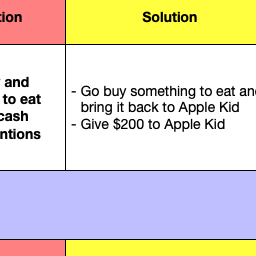 tion Solution
y and
to eat
cash
ntions
- Go buy something to eat and
bring it back to Apple Kid
- Give $200 to Apple Kid